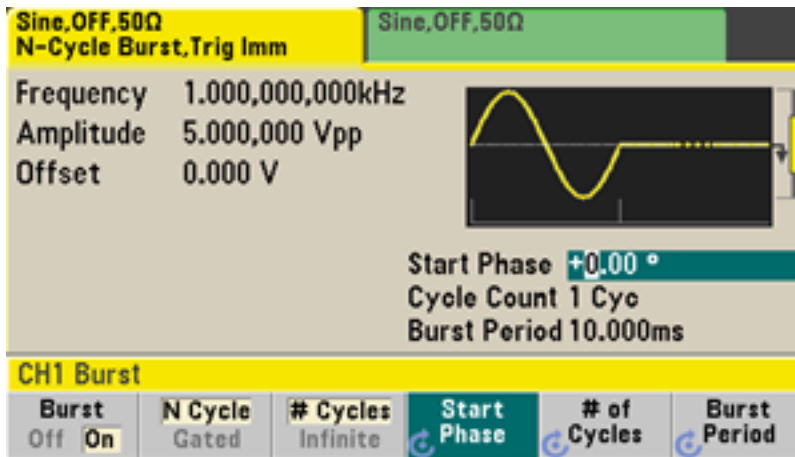 Sine,OFF,50Ω
N-Cycle Burst,Trig Imm
Sine,OFF,50Ω
Frequency 1.000,000,000kHz
Amplitude 5.000,000 Vpp
Offset 0.000 V
Start Phase +0.00 °
Cycle Count 1 Cyc
Burst Period 10.000ms
CH1 Burst
Burst
Off On
N Cycle
Gated
# Cycles
Infinite
Start
Phase
# of
Cycles
Burst
Period